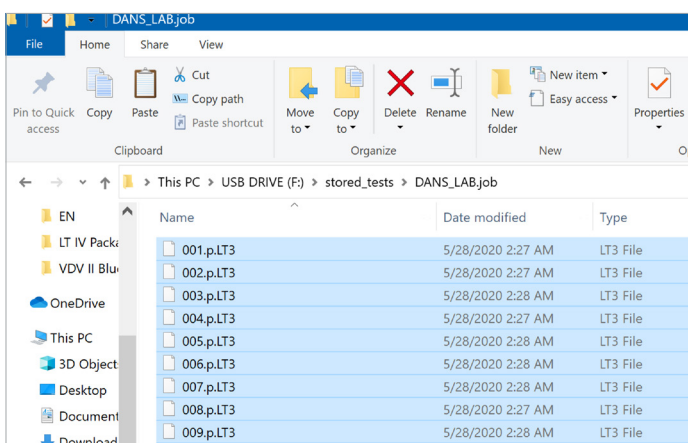 DANS_LAB.job
File Home Share View
Pin to Quick access
Copy
Paste
Cut
Copy path
Paste shortcut
Move to
Copy to
Delete
Rename
New folder
New item
Easy access
Properties
Clipboard Organize New O
This PC > USB DRIVE (F:) > stored_tests > DANS_LAB.job
Name Date modified Type
EN
LT IV Packa
VDV II Blu
OneDrive
This PC
3D Object
Desktop
Document
Download
001.p.LT3 5/28/2020 2:27 AM LT3 File
002.p.LT3 5/28/2020 2:27 AM LT3 File
003.p.LT3 5/28/2020 2:28 AM LT3 File
004.p.LT3 5/28/2020 2:27 AM LT3 File
005.p.LT3 5/28/2020 2:28 AM LT3 File
006.p.LT3 5/28/2020 2:28 AM LT3 File
007.p.LT3 5/28/2020 2:28 AM LT3 File
008.p.LT3 5/28/2020 2:27 AM LT3 File
009.p.LT3 5/28/2020 2:28 AM LT3 File